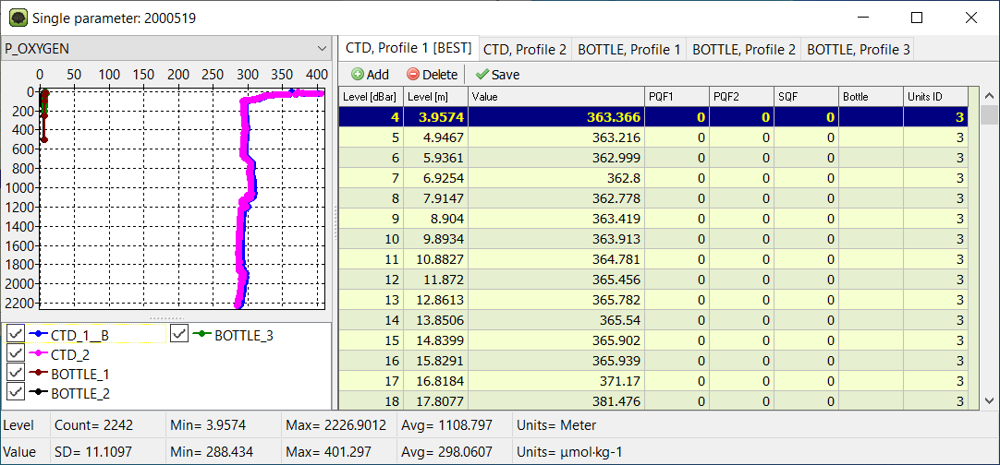 Single parameter: 2000519
P_OXYGEN
0 50 100 150 200 250 300 350 400
0
200
400
600
800
1000
1200
1400
1600
1800
2000
2200
CTD_1__B
BOTTLE_3
CTD_2
BOTTLE_1
BOTTLE_2
CTD, Profile 1 [BEST] CTD, Profile 2 BOTTLE, Profile 1 BOTTLE, Profile 2 BOTTLE, Profile 3
Add Delete Save
Level [dBar] Level [m] Value PQF1 PQF2 SQF Bottle Units ID
4 3.9574 363.366 0 0 0 3
5 4.9467 363.216 0 0 0 3
6 5.9361 362.999 0 0 0 3
7 6.9254 362.8 0 0 0 3
8 7.9147 362.778 0 0 0 3
9 8.904 363.419 0 0 0 3
10 9.8934 363.913 0 0 0 3
11 10.8827 364.781 0 0 0 3
12 11.872 365.456 0 0 0 3
13 12.8613 365.782 0 0 0 3
14 13.8506 365.54 0 0 0 3
15 14.8399 365.902 0 0 0 3
16 15.8291 365.939 0 0 0 3
17 16.8184 371.17 0 0 0 3
18 17.8077 381.476 0 0 0 3
Level Count= 2242 Min= 3.9574 Max= 2226.9012 Avg= 1108.797 Units= Meter
Value SD= 11.1097 Min= 288.434 Max= 401.297 Avg= 298.0607 Units= µmol·kg-1